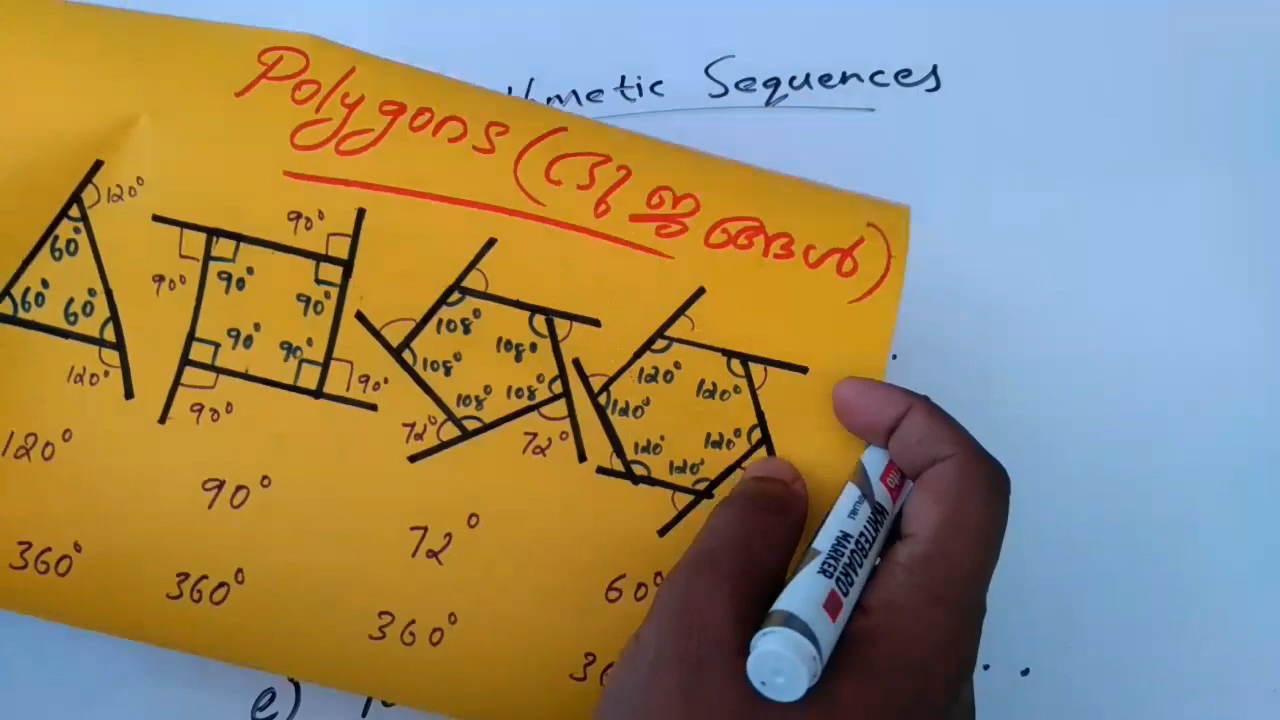 Arithmetic Sequences
Polygons (ബഹുഭുജങ്ങൾ)
120°
60°
60° 60°
120°
90°
90° 90° 90°
90° 90°
90° 90°
108° 108°
108°
108° 108°
72° 72°
120° 120°
120°
120° 120° 120°
120° 90° 72° 60°
360° 360° 360°
WHITEBOARD
MARKER
e)